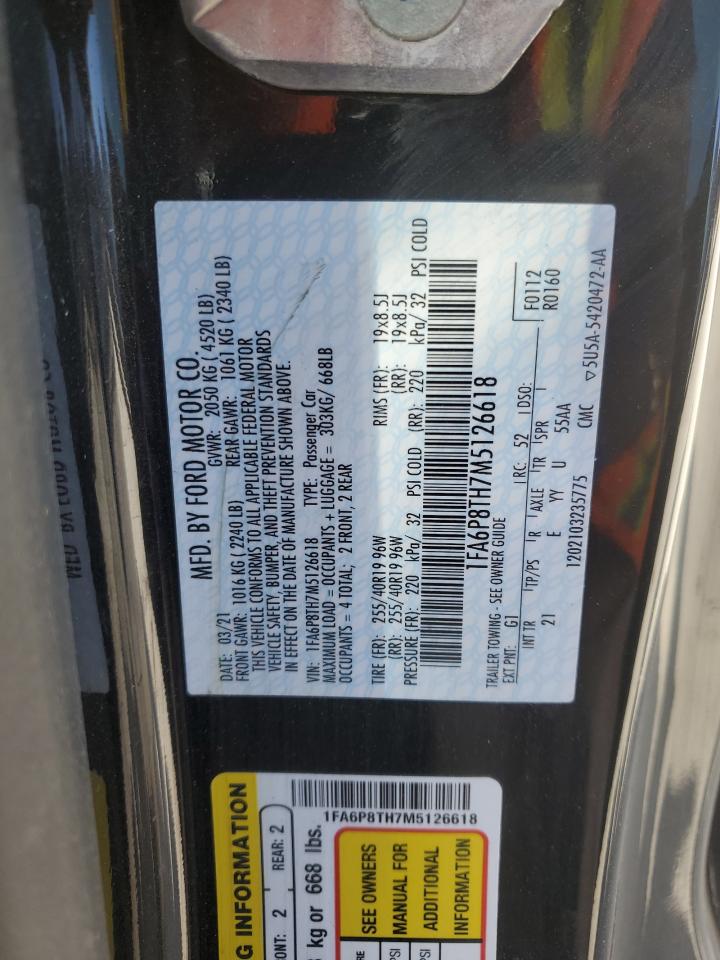 MFD. BY FORD MOTOR CO.
DATE: 03/21 GVWR: 2050 KG ( 4520 LB)
FRONT GAWR: 1016 KG ( 2240 LB) REAR GAWR: 1061 KG ( 2340 LB)
THIS VEHICLE CONFORMS TO ALL APPLICABLE FEDERAL MOTOR
VEHICLE SAFETY, BUMPER, AND THEFT PREVENTION STANDARDS
IN EFFECT ON THE DATE OF MANUFACTURE SHOWN ABOVE.
VIN: 1FA6P8TH7M5126618 TYPE: Passenger Car
MAXIMUM LOAD = OCCUPANTS + LUGGAGE = 303KG/ 668LB
OCCUPANTS = 4 TOTAL; 2 FRONT, 2 REAR
TIRE (FR): 255/40R19 96W RIMS (FR): 19x8.5J
(RR): 255/40R19 96W (RR): 19x8.5J
PRESSURE (FR): 220 kPa/ 32 PSI COLD (RR): 220 kPa/ 32 PSI COLD
1FA6P8TH7M5126618
TRAILER TOWING - SEE OWNER GUIDE
EXT PNT: G1 RC: 52 DSO: F0112
R0160
INT TR TP/PS R AXLE TR SPR
21 E YY U 55AA
1202103235775 CMC ▽5U5A-5420472-AA
G INFORMATION
ONT: 2 REAR: 2
kg or 668 lbs.
1FA6P8TH7M5126618
SEE OWNERS
MANUAL FOR
ADDITIONAL
INFORMATION
RE
PSI
PSI